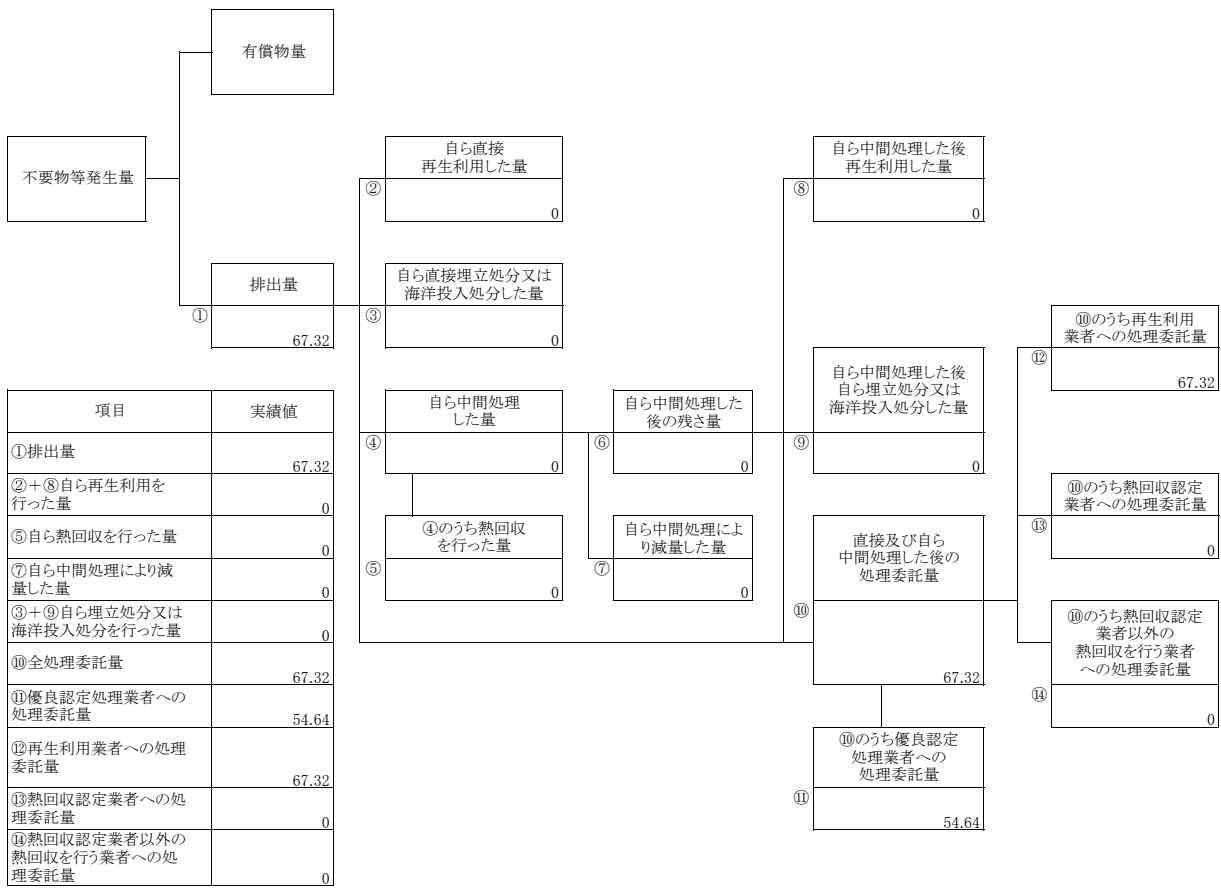 有償物量
不要物等発生量
自ら直接
再生利用した量
②
0
自ら中間処理した後
再生利用した量
⑧
0
排出量
①
67.32
自ら直接埋立処分又は
海洋投入処分した量
③
0
⑩のうち再生利用
業者への処理委託量
⑫
67.32
自ら中間処理
した量
④
0
自ら中間処理した
後の残さ量
⑥
0
自ら中間処理した後
自ら埋立処分又は
海洋投入処分した量
⑨
0
⑩のうち熱回収認定
業者への処理委託量
⑬
0
④のうち熱回収
を行った量
⑤
0
自ら中間処理によ
り減量した量
⑦
0
直接及び自ら
中間処理した後の
処理委託量
⑩
67.32
⑩のうち熱回収認定
業者以外の
熱回収を行う業者
への処理委託量
⑭
0
⑩のうち優良認定
処理業者への
処理委託量
⑪
54.64
項目 実績値
①排出量
67.32
②＋⑧自ら再生利用を
行った量
0
⑤自ら熱回収を行った量
0
⑦自ら中間処理により減
量した量
0
③＋⑨自ら埋立処分又は
海洋投入処分を行った量
0
⑩全処理委託量
67.32
⑪優良認定処理業者への
処理委託量
54.64
⑫再生利用業者への処理
委託量
67.32
⑬熱回収認定業者への処
理委託量
0
⑭熱回収認定業者以外の
熱回収を行う業者への処
理委託量
0